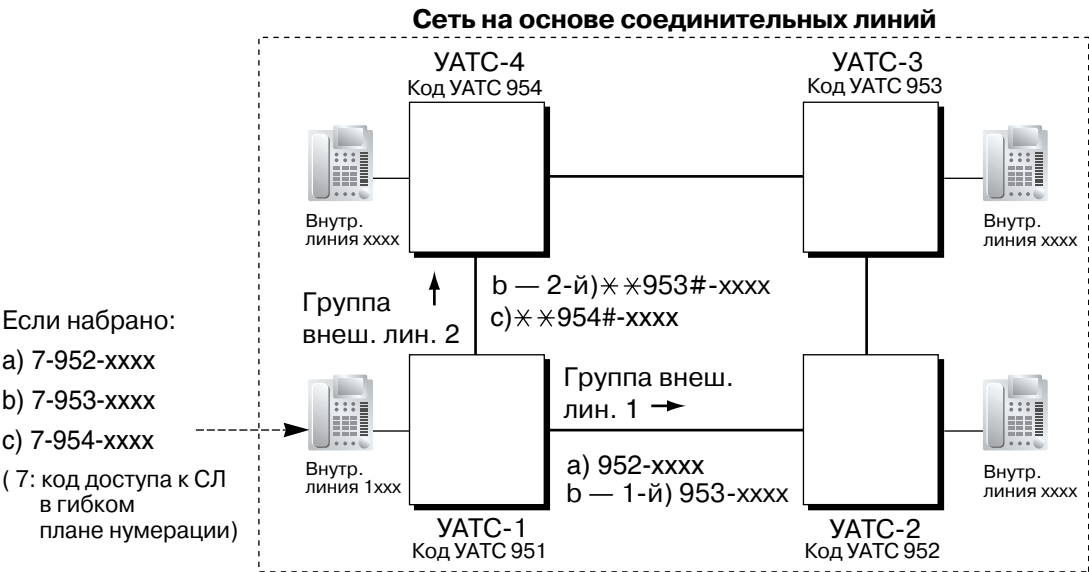 Сеть на основе соединительных линий
УАТС-4
Код УАТС 954
УАТС-3
Код УАТС 953
Внутр.
линия xxxx
Внутр.
линия xxxx
Группа
внеш. лин. 2
b — 2-й)✳✳953#-xxxx
c)✳✳954#-xxxx
Если набрано:
a) 7-952-xxxx
b) 7-953-xxxx
c) 7-954-xxxx
( 7: код доступа к СЛ
в гибком
плане нумерации)
Внутр.
линия 1xxx
Группа внеш.
лин. 1
a) 952-xxxx
b — 1-й) 953-xxxx
Внутр.
линия xxxx
УАТС-1
Код УАТС 951
УАТС-2
Код УАТС 952